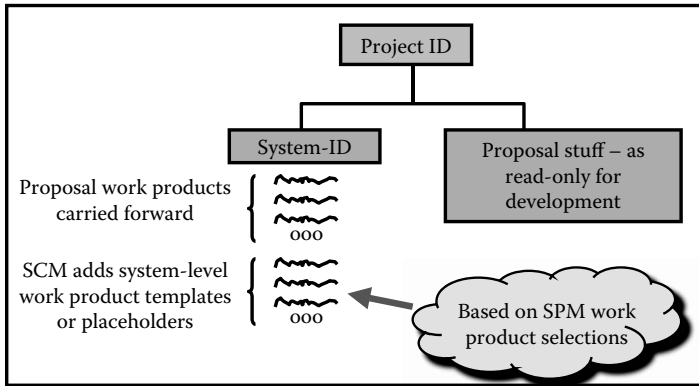 Project ID
System-ID
Proposal stuff – as
read-only for
development
Proposal work products
carried forward
ooo
SCM adds system-level
work product templates
or placeholders
ooo
Based on SPM work
product selections